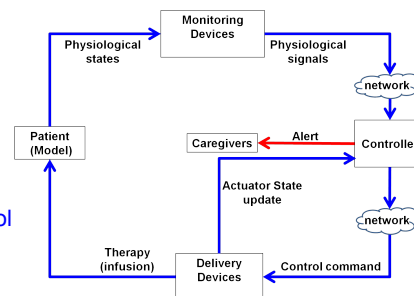 Monitoring
Devices
Physiological
states
Physiological
signals
network
Patient
(Model)
Caregivers
Alert
Controlle
Actuator State
update
ol
network
Therapy
(infusion)
Delivery
Devices
Control command